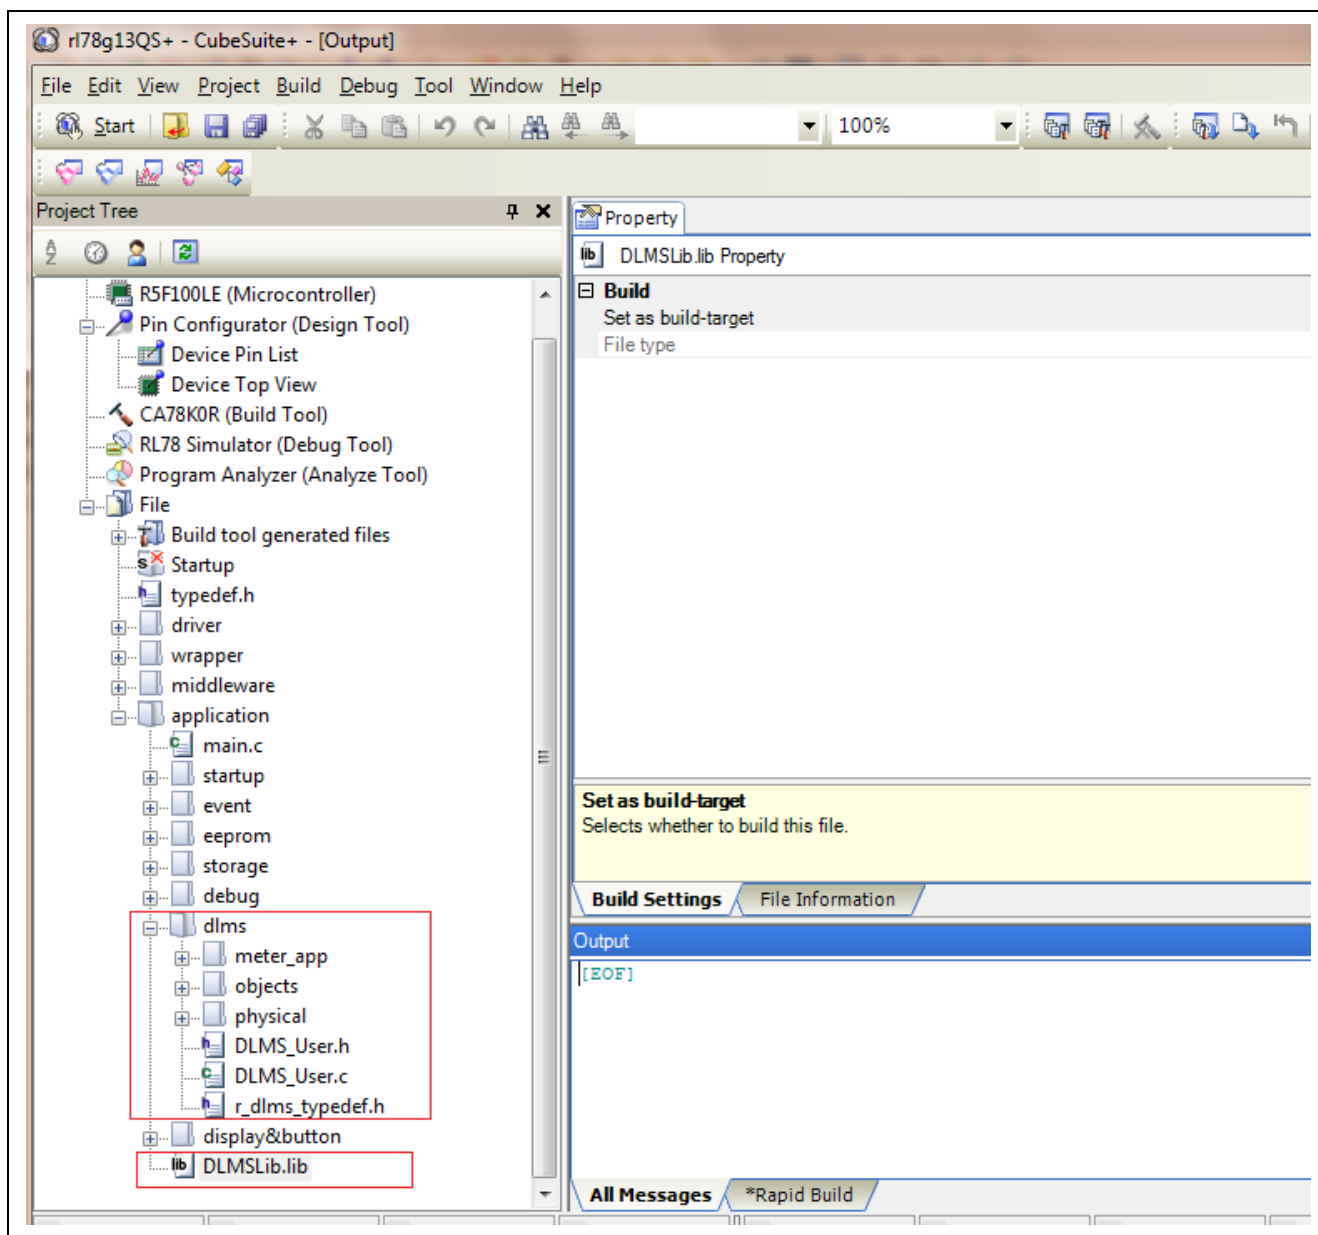 rl78g13QS+ - CubeSuite+ - [Output]
File Edit View Project Build Debug Tool Window Help
Start 100%
Project Tree
Property
DLMSLib.lib Property
R5F100LE (Microcontroller)
Build
Pin Configurator (Design Tool)
Set as build-target
Device Pin List
File type
Device Top View
CA78K0R (Build Tool)
RL78 Simulator (Debug Tool)
Program Analyzer (Analyze Tool)
File
Build tool generated files
Startup
typedef.h
driver
wrapper
middleware
application
main.c
startup
event
eeprom
storage
debug
dlms
meter_app
objects
physical
DLMS_User.h
DLMS_User.c
r_dlms_typedef.h
display&button
DLMSLib.lib
Set as build-target
Selects whether to build this file.
Build Settings File Information
Output
[EOF]
All Messages *Rapid Build